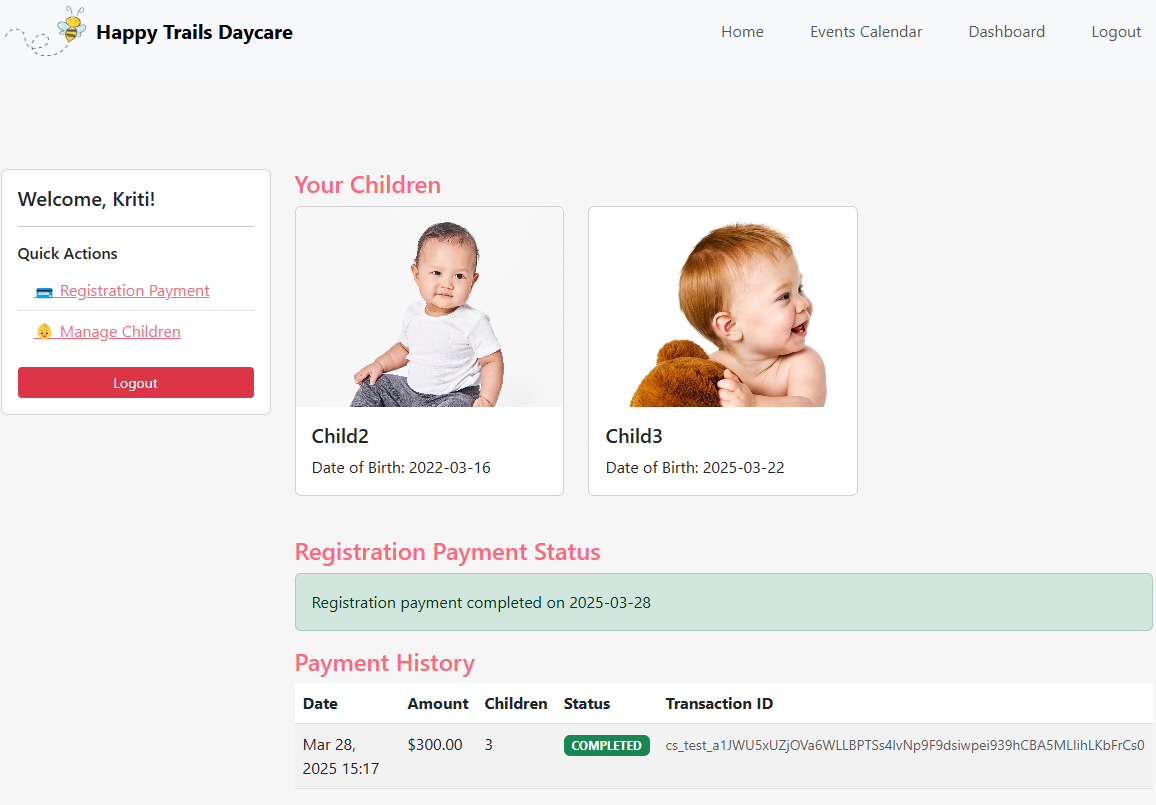 Happy Trails Daycare
Home
Events Calendar
Dashboard
Logout
Welcome, Kriti!
Quick Actions
Registration Payment
Manage Children
Logout
Your Children
Child2
Date of Birth: 2022-03-16
Child3
Date of Birth: 2025-03-22
Registration Payment Status
Registration payment completed on 2025-03-28
Payment History
Date Amount Children Status Transaction ID
Mar 28, $300.00 3 COMPLETED cs_test_a1JWU5xUZjOVa6WLLBPTSs4lvNp9F9dsiwpei939hCBA5MLIihLKbFrCs0
2025 15:17